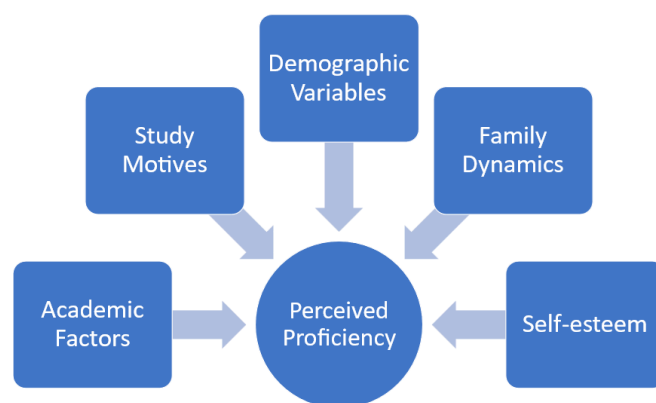 Demographic
Variables
Study
Motives
Family
Dynamics
Academic
Factors
Perceived
Proficiency
Self-esteem